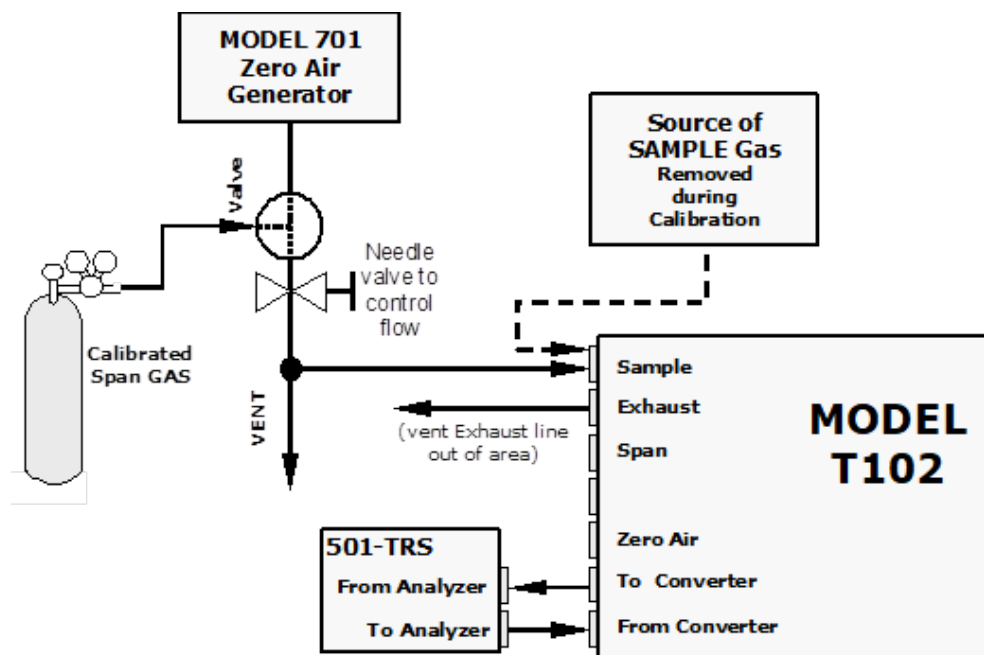 MODEL 701
Zero Air
Generator
Source of
SAMPLE Gas
Removed
during
Calibration
Valve
Needle
valve to
control
flow
Calibrated
Span GAS
VENT
Sample
Exhaust
(vent Exhaust line
out of area)
Span
MODEL
T102
Zero Air
501-TRS
From Analyzer
To Converter
To Analyzer
From Converter